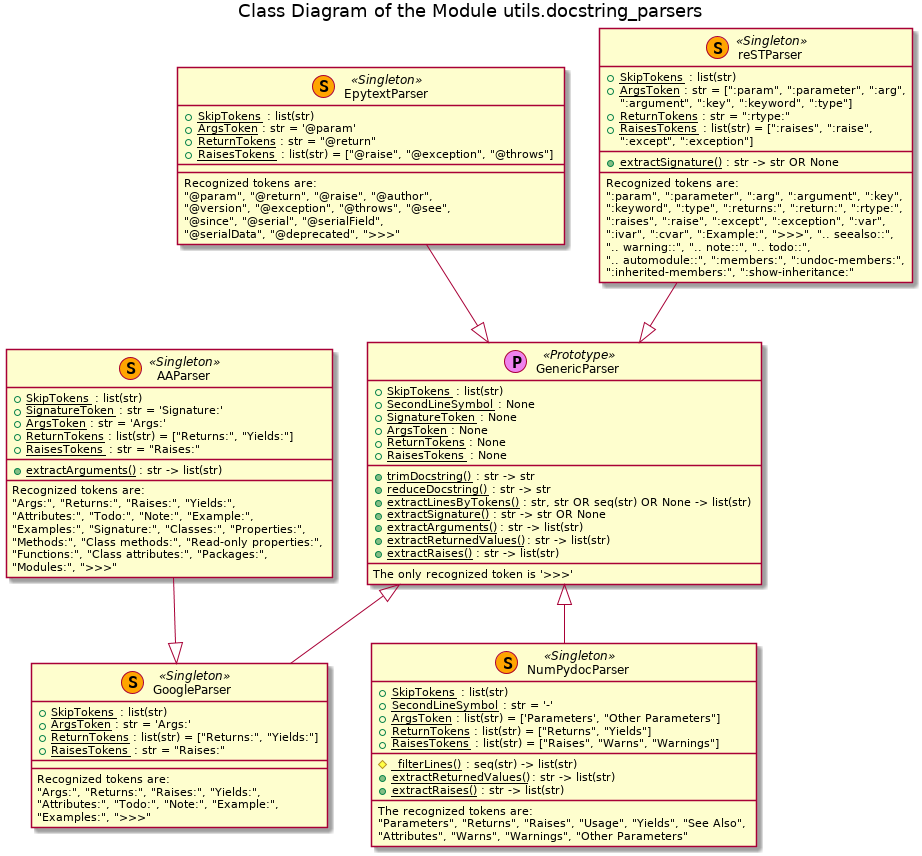 Class Diagram of the Module utils.docstring_parsers
S
«Singleton»
EpytextParser
SkipTokens : list(str)
ArgsToken : str = '@param'
ReturnTokens : str = "@return"
RaisesTokens : list(str) = ["@raise", "@exception", "@throws"]
Recognized tokens are:
"@param", "@return", "@raise", "@author",
"@version", "@exception", "@throws", "@see",
"@since", "@serial", "@serialField",
"@serialData", "@deprecated", ">>>"
S
«Singleton»
reSTParser
SkipTokens : list(str)
ArgsToken : str = [":param", ":parameter", ":arg",
":argument", ":key", ":keyword", ":type"]
ReturnTokens : str = ":rtype:"
RaisesTokens : list(str) = [":raises", ":raise",
":except", ":exception"]
extractSignature() : str -> str OR None
Recognized tokens are:
":param", ":parameter", ":arg", ":argument", ":key",
":keyword", ":type", ":returns:", ":return:", ":rtype:",
":raises", ":raise", ":except", ":exception", ":var",
":ivar", ":cvar", ":Example:", ">>>", ".. seealso::",
".. warning::", ".. note::", ".. todo::",
".. automodule::", ":members:", ":undoc-members:",
":inherited-members:", ":show-inheritance:"
S
«Singleton»
AAParser
SkipTokens : list(str)
SignatureToken : str = 'Signature:'
ArgsToken : str = 'Args:'
ReturnTokens : list(str) = ["Returns:", "Yields:"]
RaisesTokens : str = "Raises:"
extractArguments() : str -> list(str)
Recognized tokens are:
"Args:", "Returns:", "Raises:", "Yields:",
"Attributes:", "Todo:", "Note:", "Example:",
"Examples:", "Signature:", "Classes:", "Properties:",
"Methods:", "Class methods:", "Read-only properties:,
"Functions:", "Class attributes:", "Packages:",
"Modules:", ">>>"
P
«Prototype»
GenericParser
SkipTokens : list(str)
SecondLineSymbol : None
SignatureToken : None
ArgsToken : None
ReturnTokens : None
RaisesTokens : None
trimDocstring() : str -> str
reduceDocstring() : str -> str
extractLinesByTokens() : str, str OR seq(str) OR None -> list(str)
extractSignature() : str -> str OR None
extractArguments() : str -> list(str)
extractReturnedValues() : str -> list(str)
extractRaises() : str -> list(str)
The only recognized token is '>>>'
S
«Singleton»
GoogleParser
SkipTokens : list(str)
ArgsToken : str = 'Args:'
ReturnTokens : list(str) = ["Returns:", "Yields:"]
RaisesTokens : str = "Raises:"
Recognized tokens are:
"Args:", "Returns:", "Raises:", "Yields:",
"Attributes:", "Todo:", "Note:", "Example:,
"Examples:", ">>>"
S
«Singleton»
NumPydocParser
SkipTokens : list(str)
SecondLineSymbol : str = '-'
ArgsToken : list(str) = ['Parameters', "Other Parameters"]
ReturnTokens : list(str) = ["Returns", "Yields"]
RaisesTokens : list(str) = ["Raises", "Warns", "Warnings"]
_filterLines() : seq(str) -> list(str)
extractReturnedValues() : str -> list(str)
extractRaises() : str -> list(str)
The recognized tokens are:
"Parameters", "Returns", "Raises", "Usage", "Yields", "See Also",
"Attributes", "Warns", "Warnings", "Other Parameters"